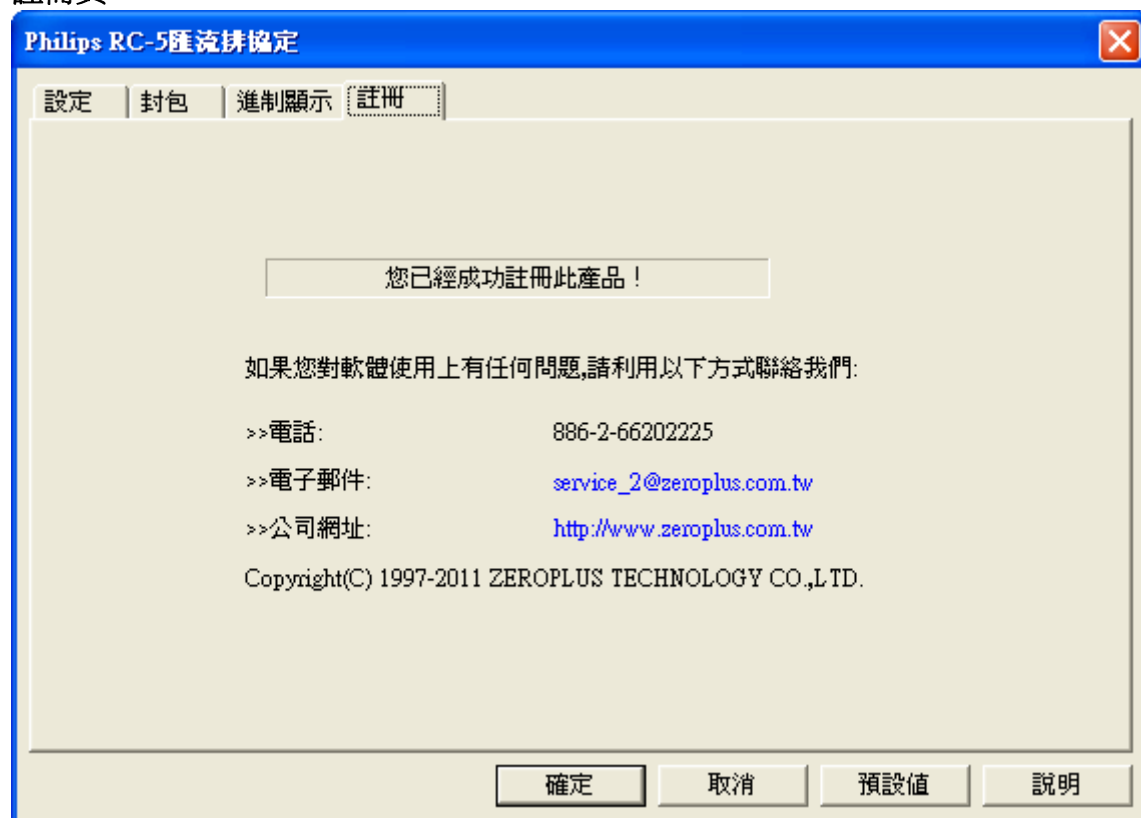 Philips RC-5匯流排協定
設定 封包 進制顯示 註冊
您已經成功註冊此產品！
如果您對軟體使用上有任何問題,請利用以下方式聯絡我們:
>>電話: 886-2-66202225
>>電子郵件: service_2@zeroplus.com.tw
>>公司網址: http://www.zeroplus.com.tw
Copyright(C) 1997-2011 ZEROPLUS TECHNOLOGY CO.,LTD.
確定 取消 預設值 說明